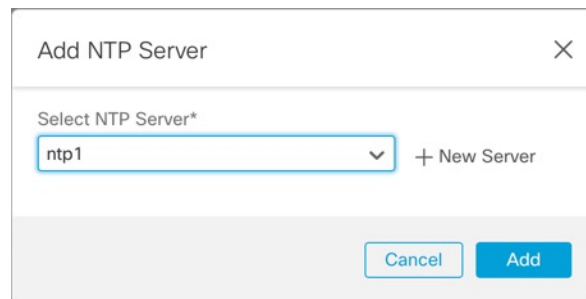 Add NTP Server
Select NTP Server*
ntp1
+ New Server
Cancel
Add